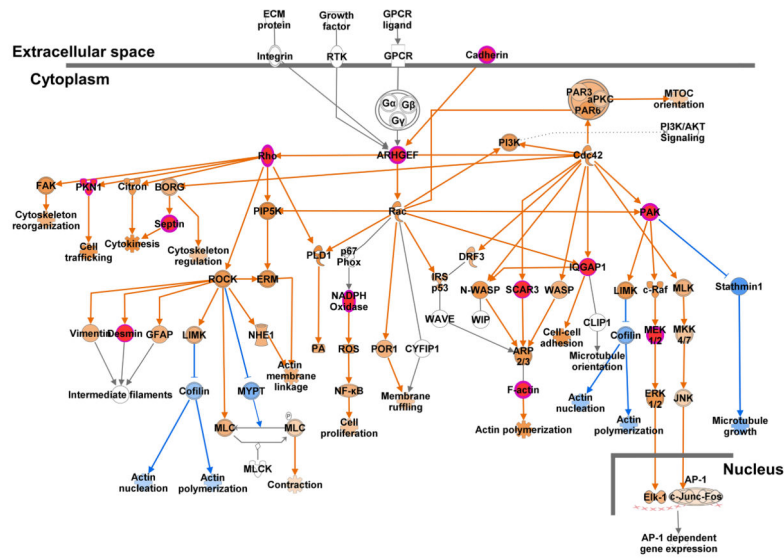 ECM
protein
Growth
factor
GPCR
ligand
Extracellular space
Integrin
RTK
GPCR
Cadherin
Cytoplasm
Gα
Gβ
Gγ
PAR3
aPKC
PAR6
MTOC
orientation
PI3K/AKT
Signaling
Rho
ARHGEF
PI3K
Cdc42
FAK
PKN1
Citron
BORG
Cytoskeleton
reorganization
Septin
PIP5K
Rac
PAK
Cell
trafficking
Cytokinesis
Cytoskeleton
regulation
PLD1
p67
Phox
DRF3
IRS
p53
IQGAP1
ROCK
ERM
NADPH
Oxidase
N-WASP
SCAR3
WASP
LIMK
c-Raf
MLK
Stathmin1
Vimentin
Desmin
GFAP
LIMK
NHE1
PA
ROS
POR1
CYFIP1
WAVE
WIP
Cell-cell
adhesion
CLIP1
Cofilin
MEK
1/2
MKK
4/7
Actin
membrane
linkage
ARP
2/3
Microtubule
orientation
Intermediate filaments
Cofilin
MYPT
NF-κB
Membrane
ruffling
F-actin
Actin
nucleation
ERK
1/2
JNK
MLC
P
MLC
Cell
proliferation
Actin polymerization
Actin
polymerization
Microtubule
growth
MLCK
Actin
nucleation
Actin
polymerization
Contraction
Nucleus
AP-1
Elk-1
c-Junc-Fos
AP-1 dependent
gene expression